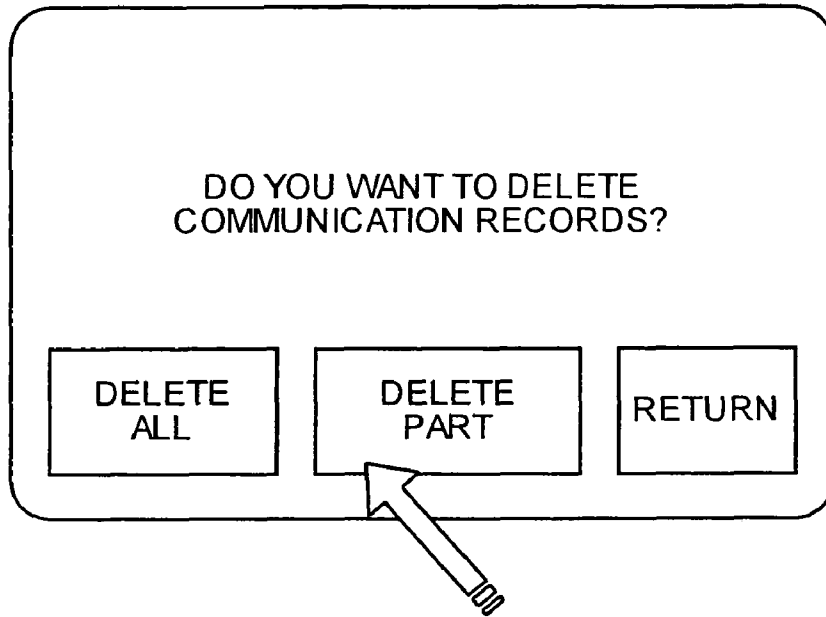 DO YOU WANT TO DELETE
COMMUNICATION RECORDS?
DELETE
ALL
DELETE
PART
RETURN